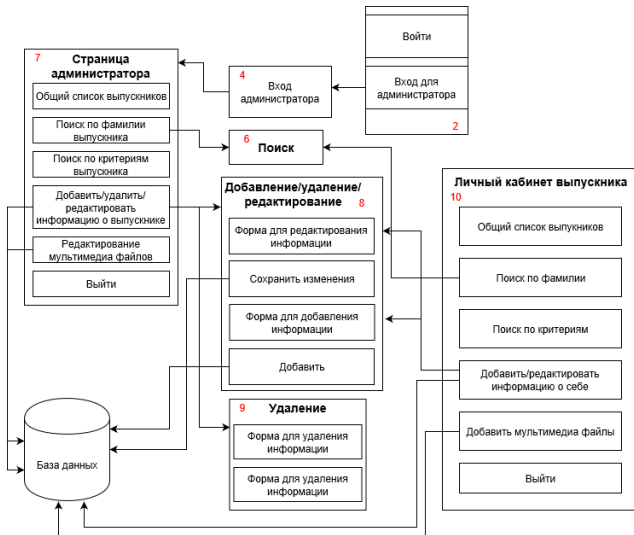 7
Страница
администратора
Общий список выпускников
Поиск по фамилии
выпускника
Поиск по критериям
выпускника
Добавить/удалить/
редактировать
информацию о выпускнике
Редактирование
мультимедиа файлов
Выйти
4
Вход
администратора
Войти
Вход для
администратора
2
6
Поиск
Добавление/удаление/
редактирование
8
Форма для редактирования
информации
Сохранить изменения
Форма для добавления
информации
Добавить
9
Удаление
Форма для удаления
информации
Форма для удаления
информации
База данных
Личный кабинет выпускника
10
Общий список выпукников
Поиск по фамилии
Поиск по критериям
Добавить/редактировать
информацию о себе
Добавить мультимедиа файлы
Выйти